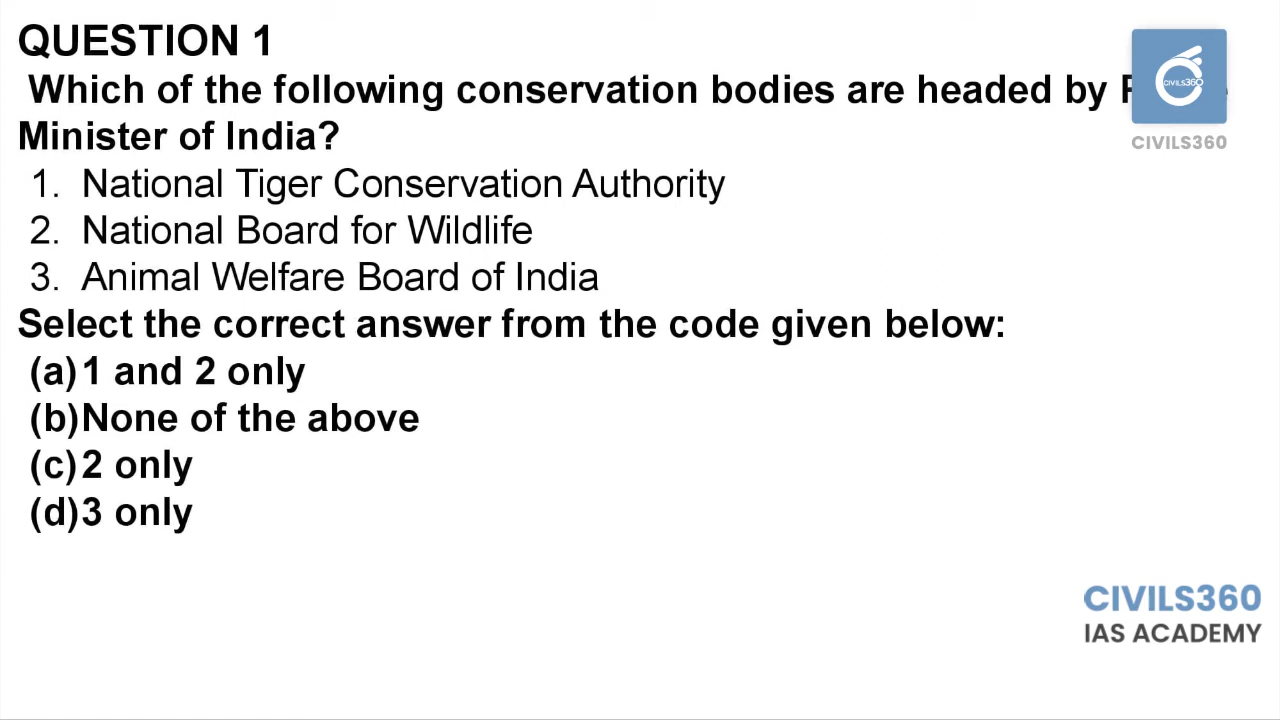 QUESTION 1
Which of the following conservation bodies are headed by
Minister of India?
1. National Tiger Conservation Authority
2. National Board for Wildlife
3. Animal Welfare Board of India
Select the correct answer from the code given below:
(a) 1 and 2 only
(b) None of the above
(c) 2 only
(d) 3 only
CIVILS360
CIVILS360
CIVILS360
IAS ACADEMY